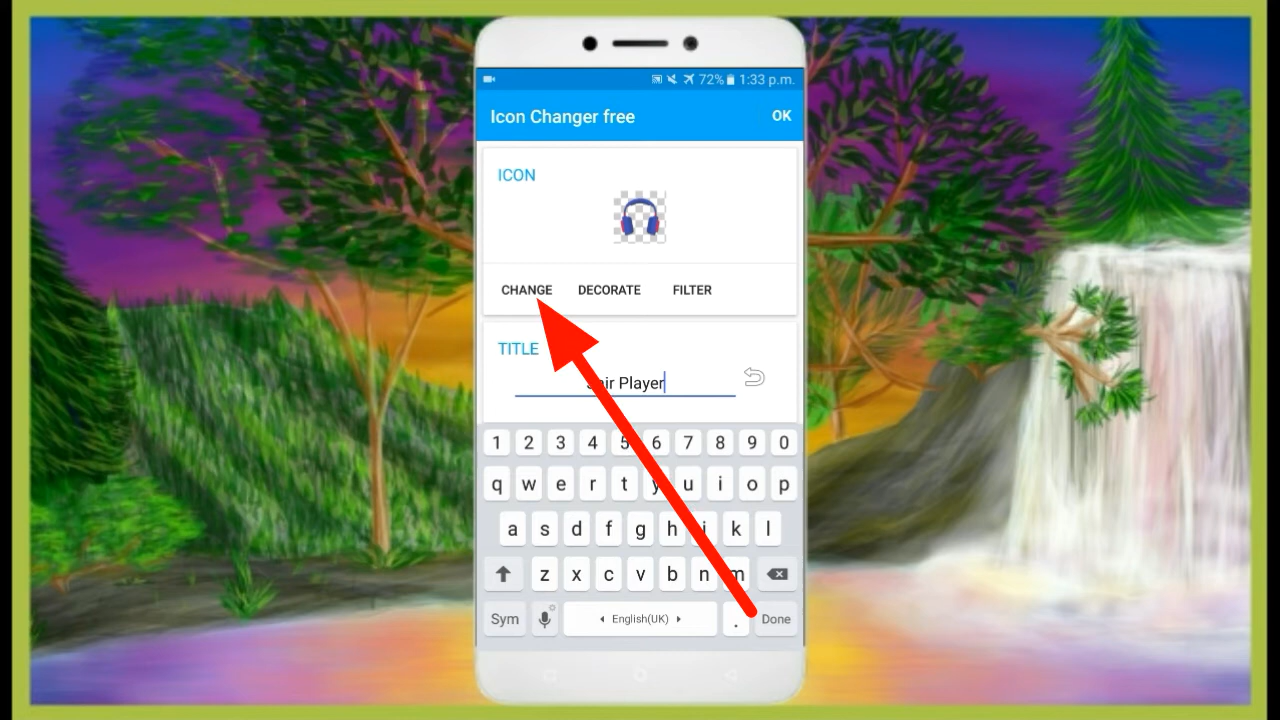 72% 1:33 p.m.
Icon Changer free OK
ICON
CHANGE DECORATE FILTER
TITLE
Player
1 2 3 4 5 6 7 8 9 0
q w e r t y u i o p
a s d f g h j k l
z x c v b n m
Sym English(UK) . Done